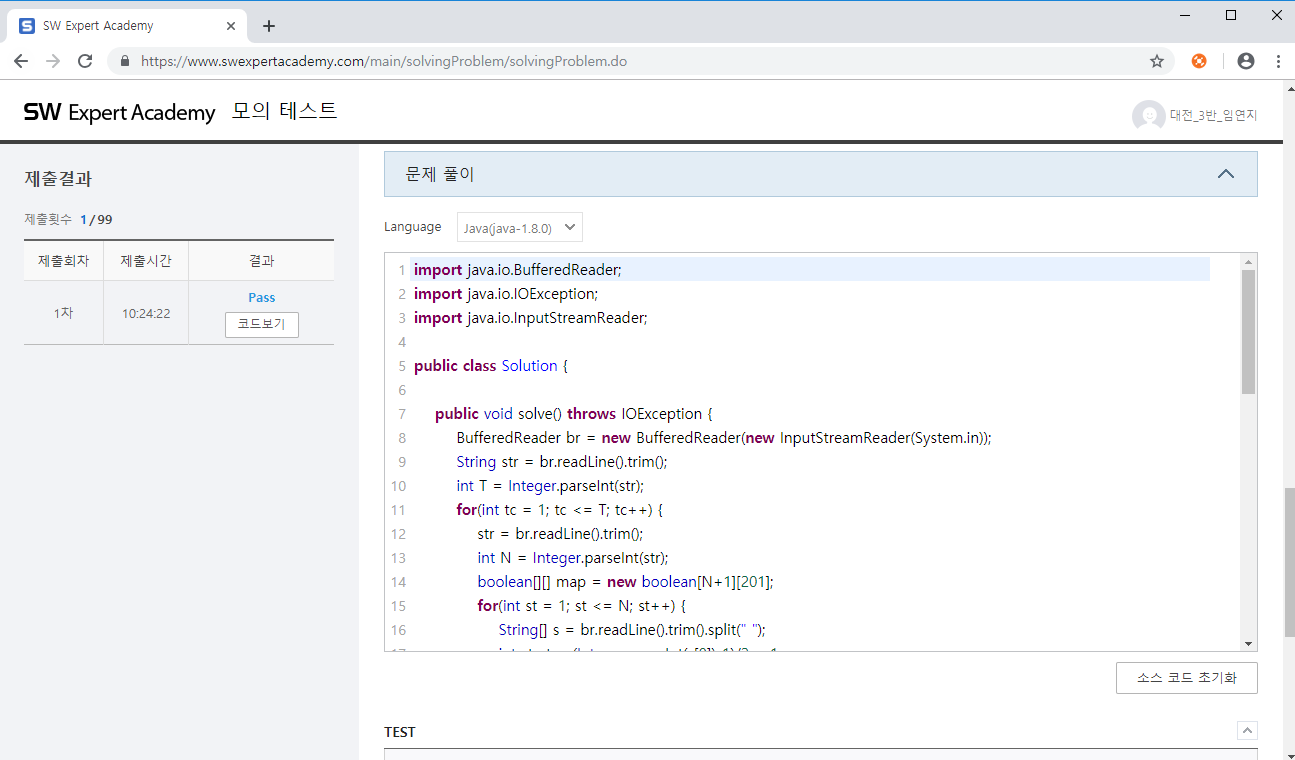 SW Expert Academy
https://www.swexpertacademy.com/main/solvingProblem/solvingProblem.do
SW Expert Academy 모의 테스트
대전_3반_임연지
제출결과
제출횟수 1 / 99
제출회차 제출시간 결과
1차 10:24:22 Pass
코드보기
문제 풀이
Language Java(java-1.8.0)
1 import java.io.BufferedReader;
2 import java.io.IOException;
3 import java.io.InputStreamReader;
4
5 public class Solution {
6
7 public void solve() throws IOException {
8 BufferedReader br = new BufferedReader(new InputStreamReader(System.in));
9 String str = br.readLine().trim();
10 int T = Integer.parseInt(str);
11 for(int tc = 1; tc <= T; tc++) {
12 str = br.readLine().trim();
13 int N = Integer.parseInt(str);
14 boolean[][] map = new boolean[N+1][201];
15 for(int st = 1; st <= N; st++) {
16 String[] s = br.readLine().trim().split(" ");
소스 코드 초기화
TEST